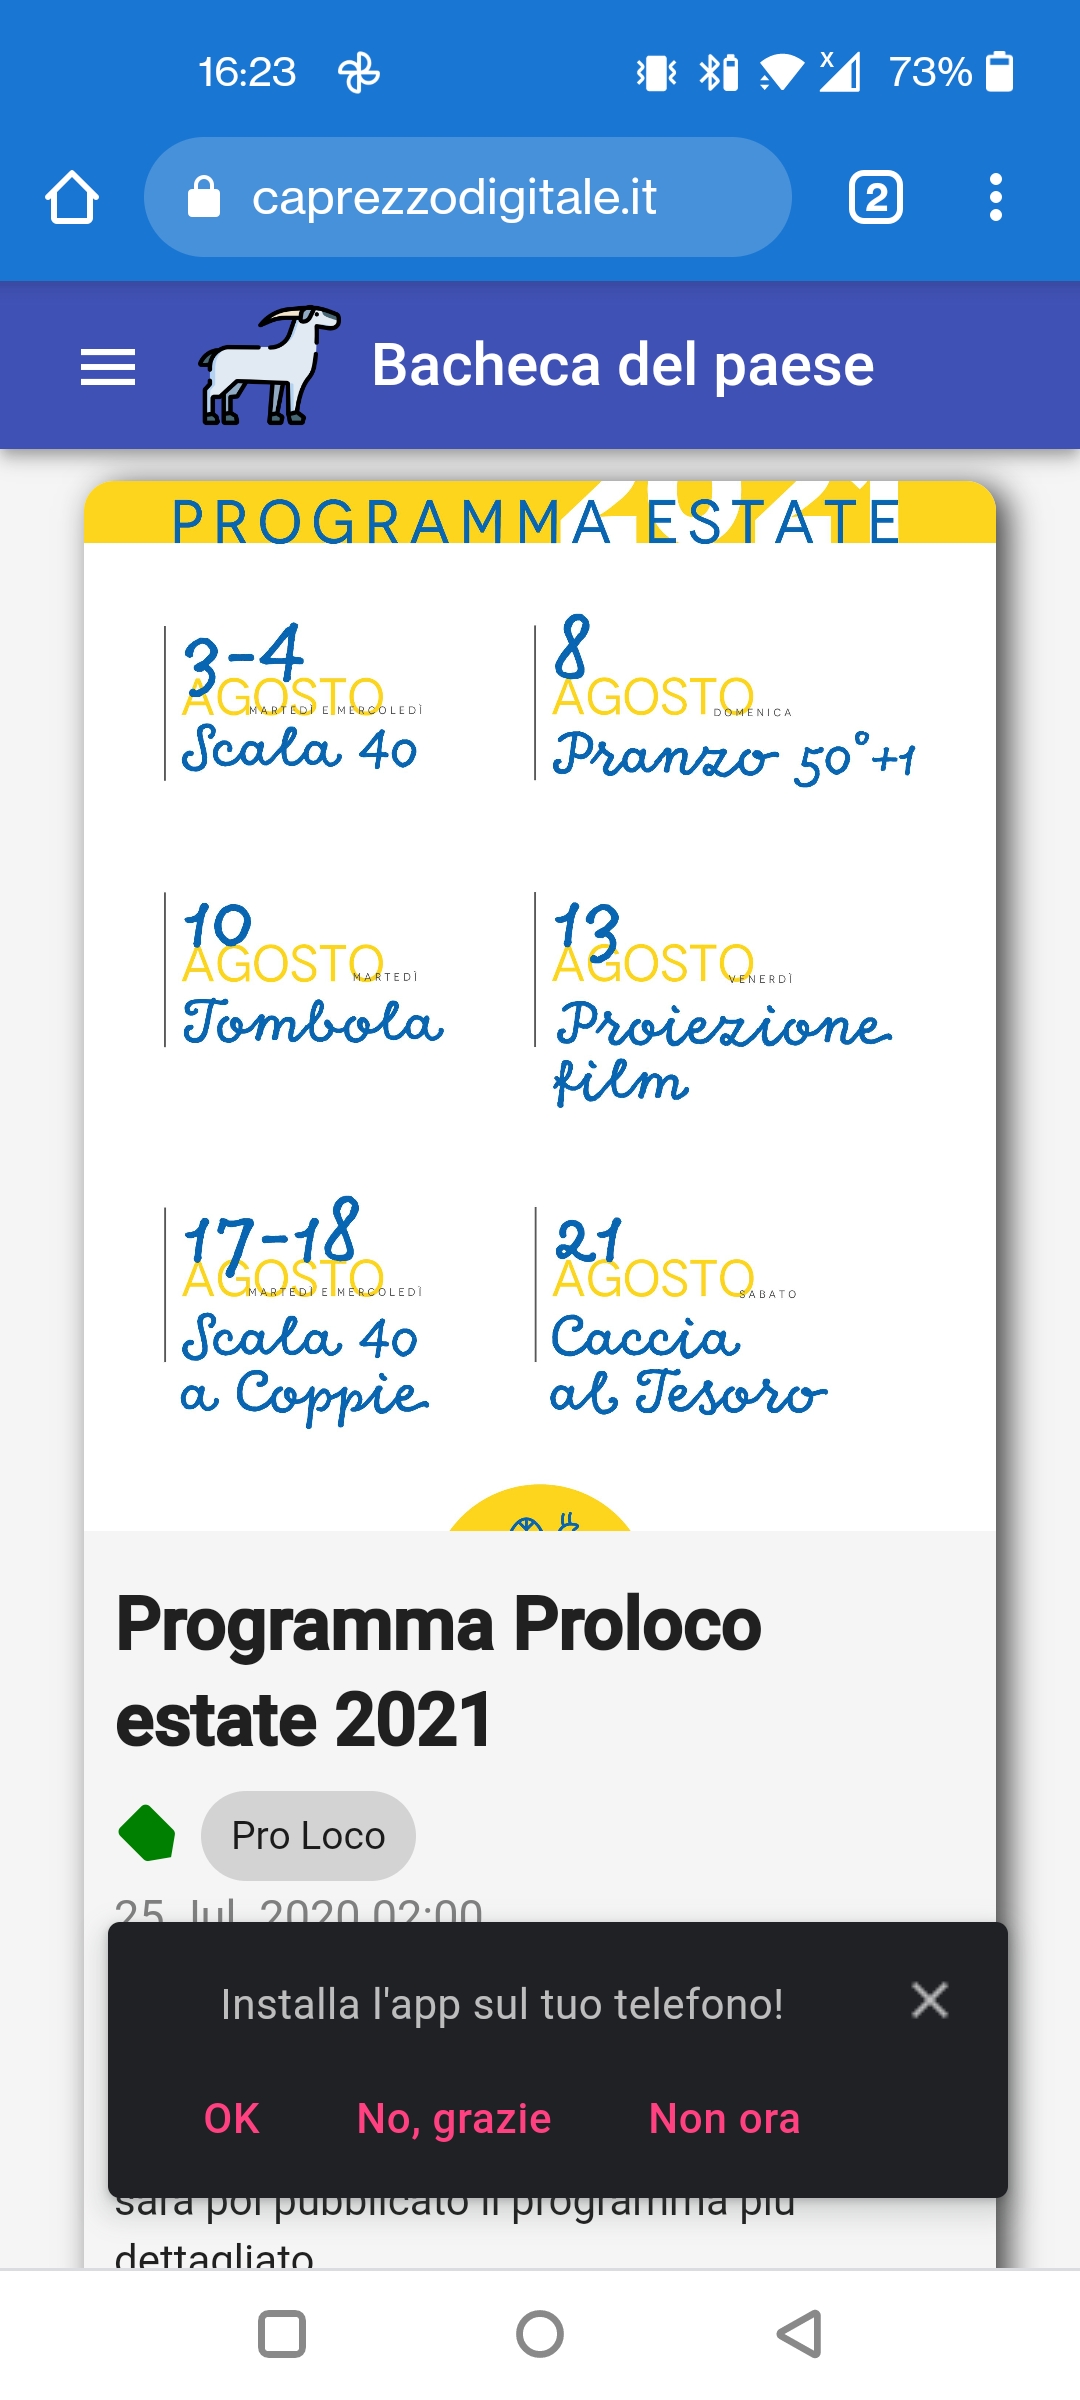 16:23
73%
caprezzodigitale.it
2
Bacheca del paese
2021
PROGRAMMA ESTATE
3-4
AGOSTO
MARTEDÌ E MERCOLEDÌ
Scala 40
8
AGOSTO
DOMENICA
Pranzo 50°+1
10
AGOSTO
MARTEDÌ
Tombola
13
AGOSTO
VENERDÌ
Proiezione
film
17-18
AGOSTO
MARTEDÌ E MERCOLEDÌ
Scala 40
a Coppie
21
AGOSTO
SABATO
Caccia
al Tesoro
Programma Proloco
estate 2021
Pro Loco
25 Jul, 2020 02:00
Installa l'app sul tuo telefono!
OK No, grazie Non ora
sarà poi pubblicato il programma più
dettagliato